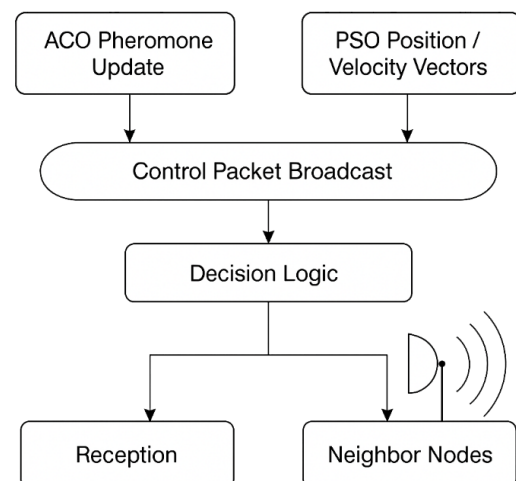 ACO Pheromone
Update
PSO Position /
Velocity Vectors
Control Packet Broadcast
Decision Logic
Reception
Neighbor Nodes